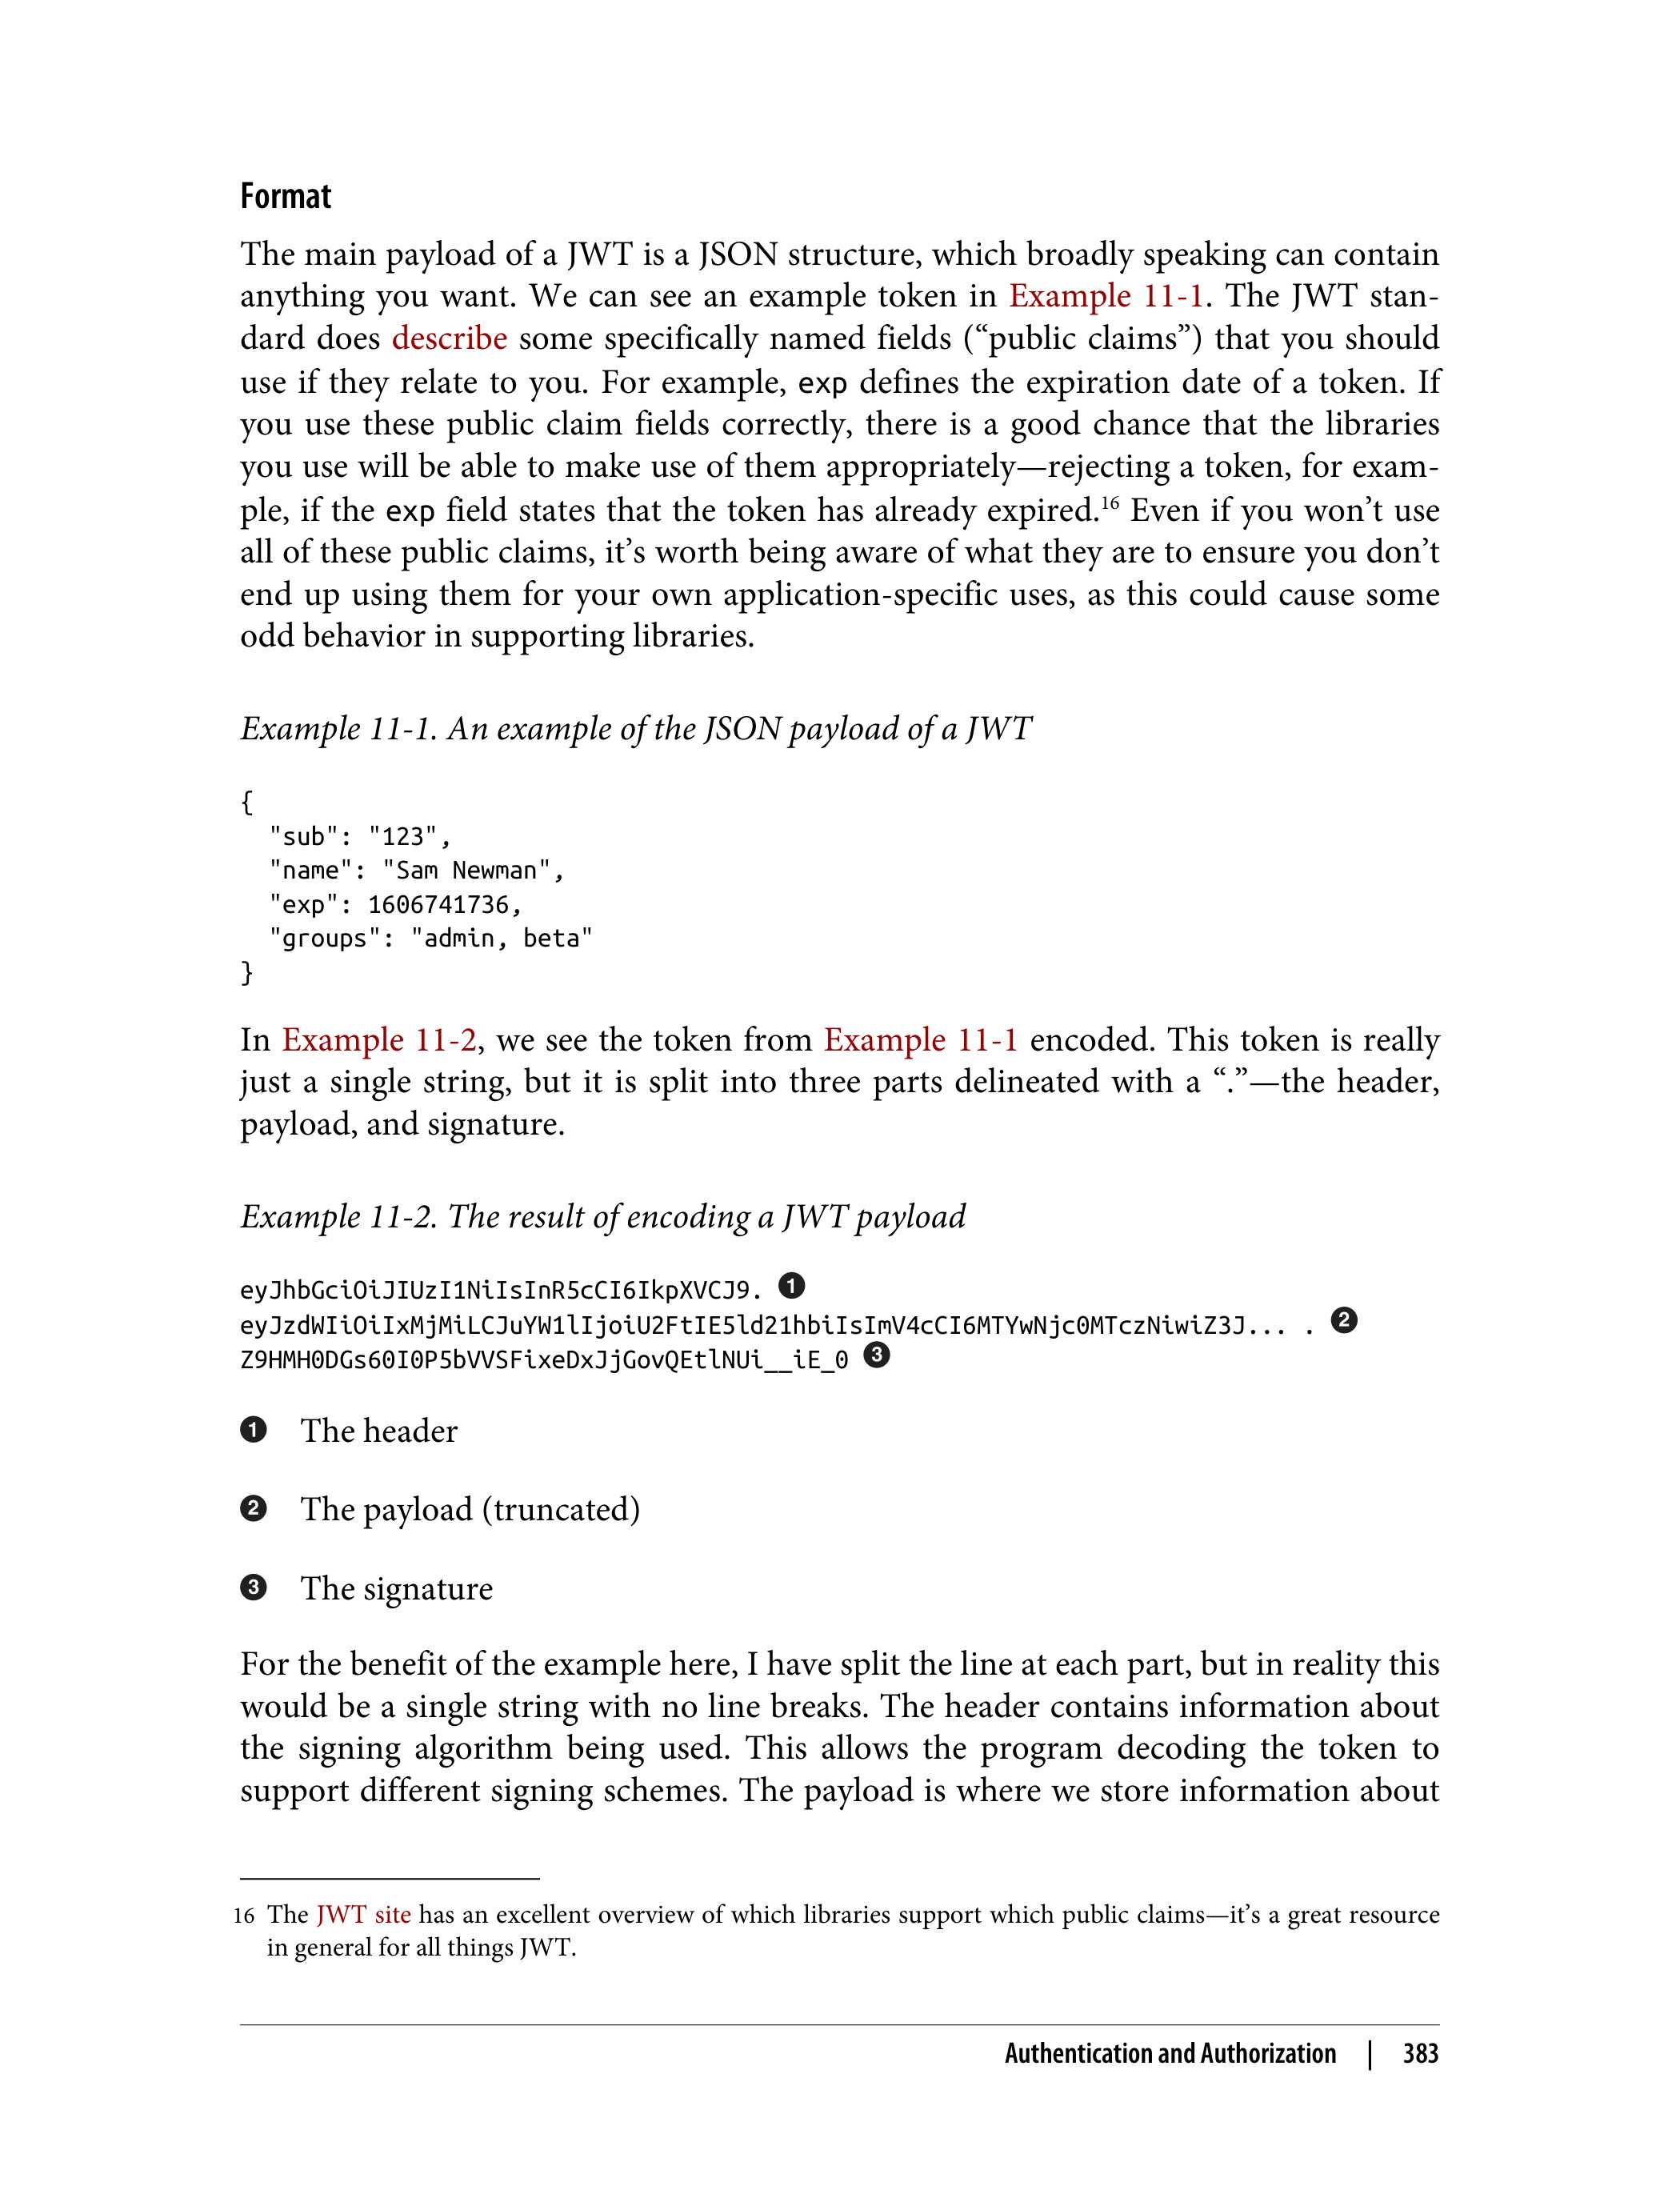 Format
The main payload of a JWT is a JSON structure, which broadly speaking can contain
anything you want. We can see an example token in Example 11-1. The JWT stan-
dard does describe some specifically named fields (“public claims”) that you should
use if they relate to you. For example, exp defines the expiration date of a token. If
you use these public claim fields correctly, there is a good chance that the libraries
you use will be able to make use of them appropriately—rejecting a token, for exam-
ple, if the exp field states that the token has already expired.16 Even if you won’t use
all of these public claims, it’s worth being aware of what they are to ensure you don’t
end up using them for your own application-specific uses, as this could cause some
odd behavior in supporting libraries.
Example 11-1. An example of the JSON payload of a JWT
{
  "sub": "123",
  "name": "Sam Newman",
  "exp": 1606741736,
  "groups": "admin, beta"
}
In Example 11-2, we see the token from Example 11-1 encoded. This token is really
just a single string, but it is split into three parts delineated with a “.”—the header,
payload, and signature.
Example 11-2. The result of encoding a JWT payload
eyJhbGciOiJIUzI1NiIsInR5cCI6IkpXVCJ9. 1
eyJzdWIiOiIxMjMiLCJuYW1lIjoiU2FtIE5ld21hbiIsImV4cCI6MTYwNjc0MTczNiwiZ3J... . 2
Z9HMH0DGs60I0P5bVVSFixeDxJjGovQEtlNUi__iE_0 3
1 The header
2 The payload (truncated)
3 The signature
For the benefit of the example here, I have split the line at each part, but in reality this
would be a single string with no line breaks. The header contains information about
the signing algorithm being used. This allows the program decoding the token to
support different signing schemes. The payload is where we store information about
16 The JWT site has an excellent overview of which libraries support which public claims—it’s a great resource
in general for all things JWT.
Authentication and Authorization | 383